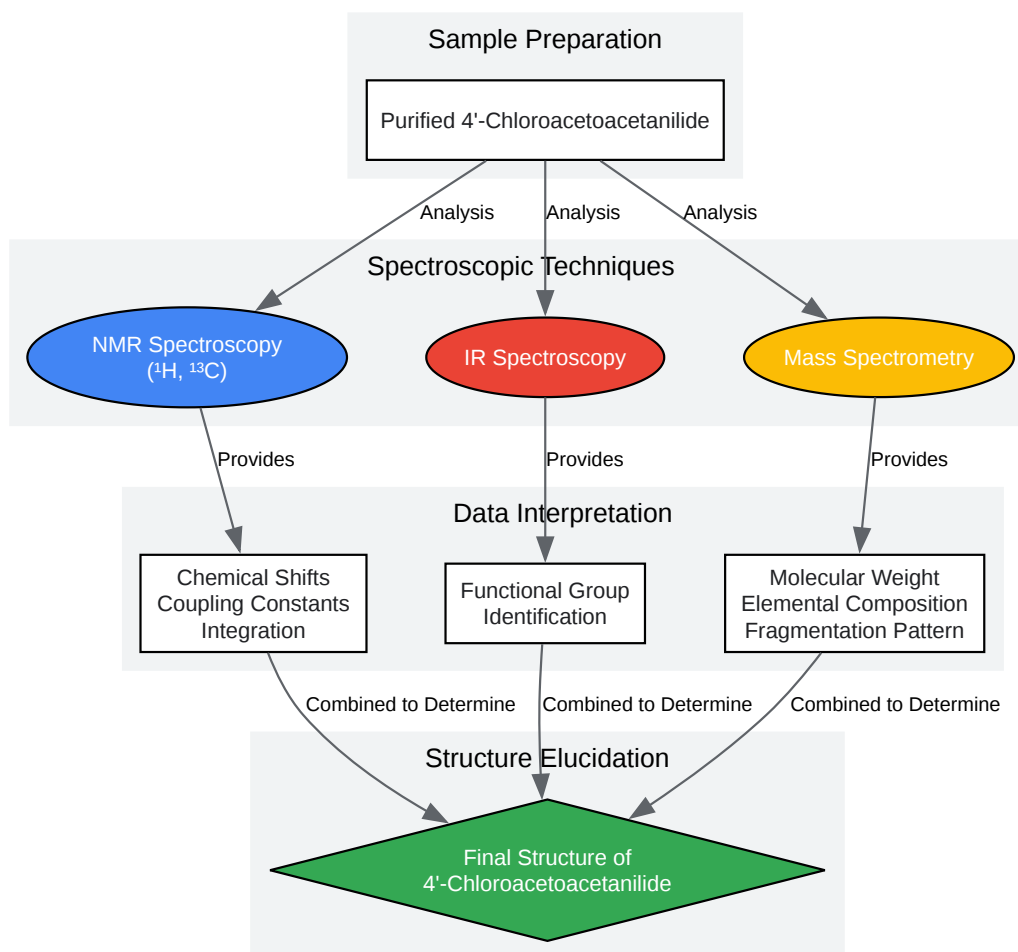 Sample Preparation
Purified 4'-Chloroacetoacetanilide
Analysis
Analysis
Analysis
Spectroscopic Techniques
NMR Spectroscopy
(¹H, ¹³C)
IR Spectroscopy
Mass Spectrometry
Provides
Provides
Provides
Data Interpretation
Chemical Shifts
Coupling Constants
Integration
Functional Group
Identification
Molecular Weight
Elemental Composition
Fragmentation Pattern
Combined to Determine
Combined to Determine
Combined to Determine
Structure Elucidation
Final Structure of
4'-Chloroacetoacetanilide